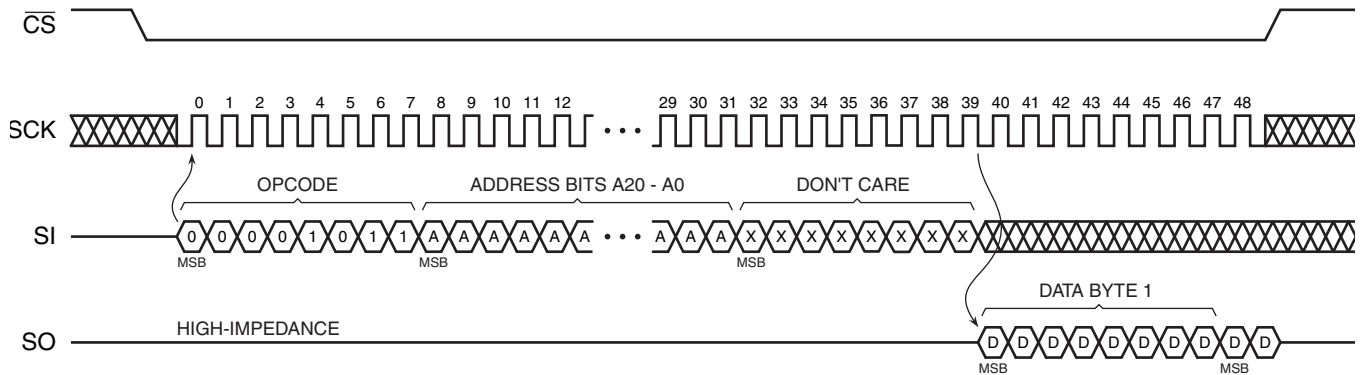 CS
SCK
0 1 2 3 4 5 6 7 8 9 10 11 12 29 30 31 32 33 34 35 36 37 38 39 40 41 42 43 44 45 46 47 48
OPCODE ADDRESS BITS A20 - A0 DON'T CARE
SI 0 0 0 0 1 0 1 1 A A A A A A A A A X X X X X X X X
MSB MSB MSB
DATA BYTE 1
HIGH-IMPEDANCE
SO D D D D D D D D D D
MSB MSB